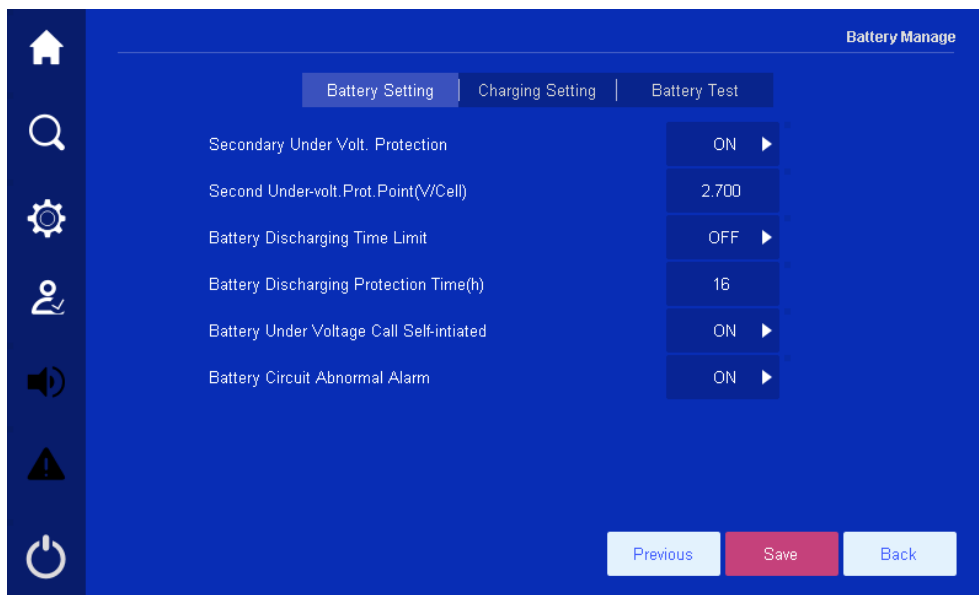 Battery Manage
Battery Setting Charging Setting Battery Test
Secondary Under Volt. Protection ON
Second Under-volt.Prot.Point(V/Cell) 2.700
Battery Discharging Time Limit OFF
Battery Discharging Protection Time(h) 16
Battery Under Voltage Call Self-intiated ON
Battery Circuit Abnormal Alarm ON
Previous Save Back